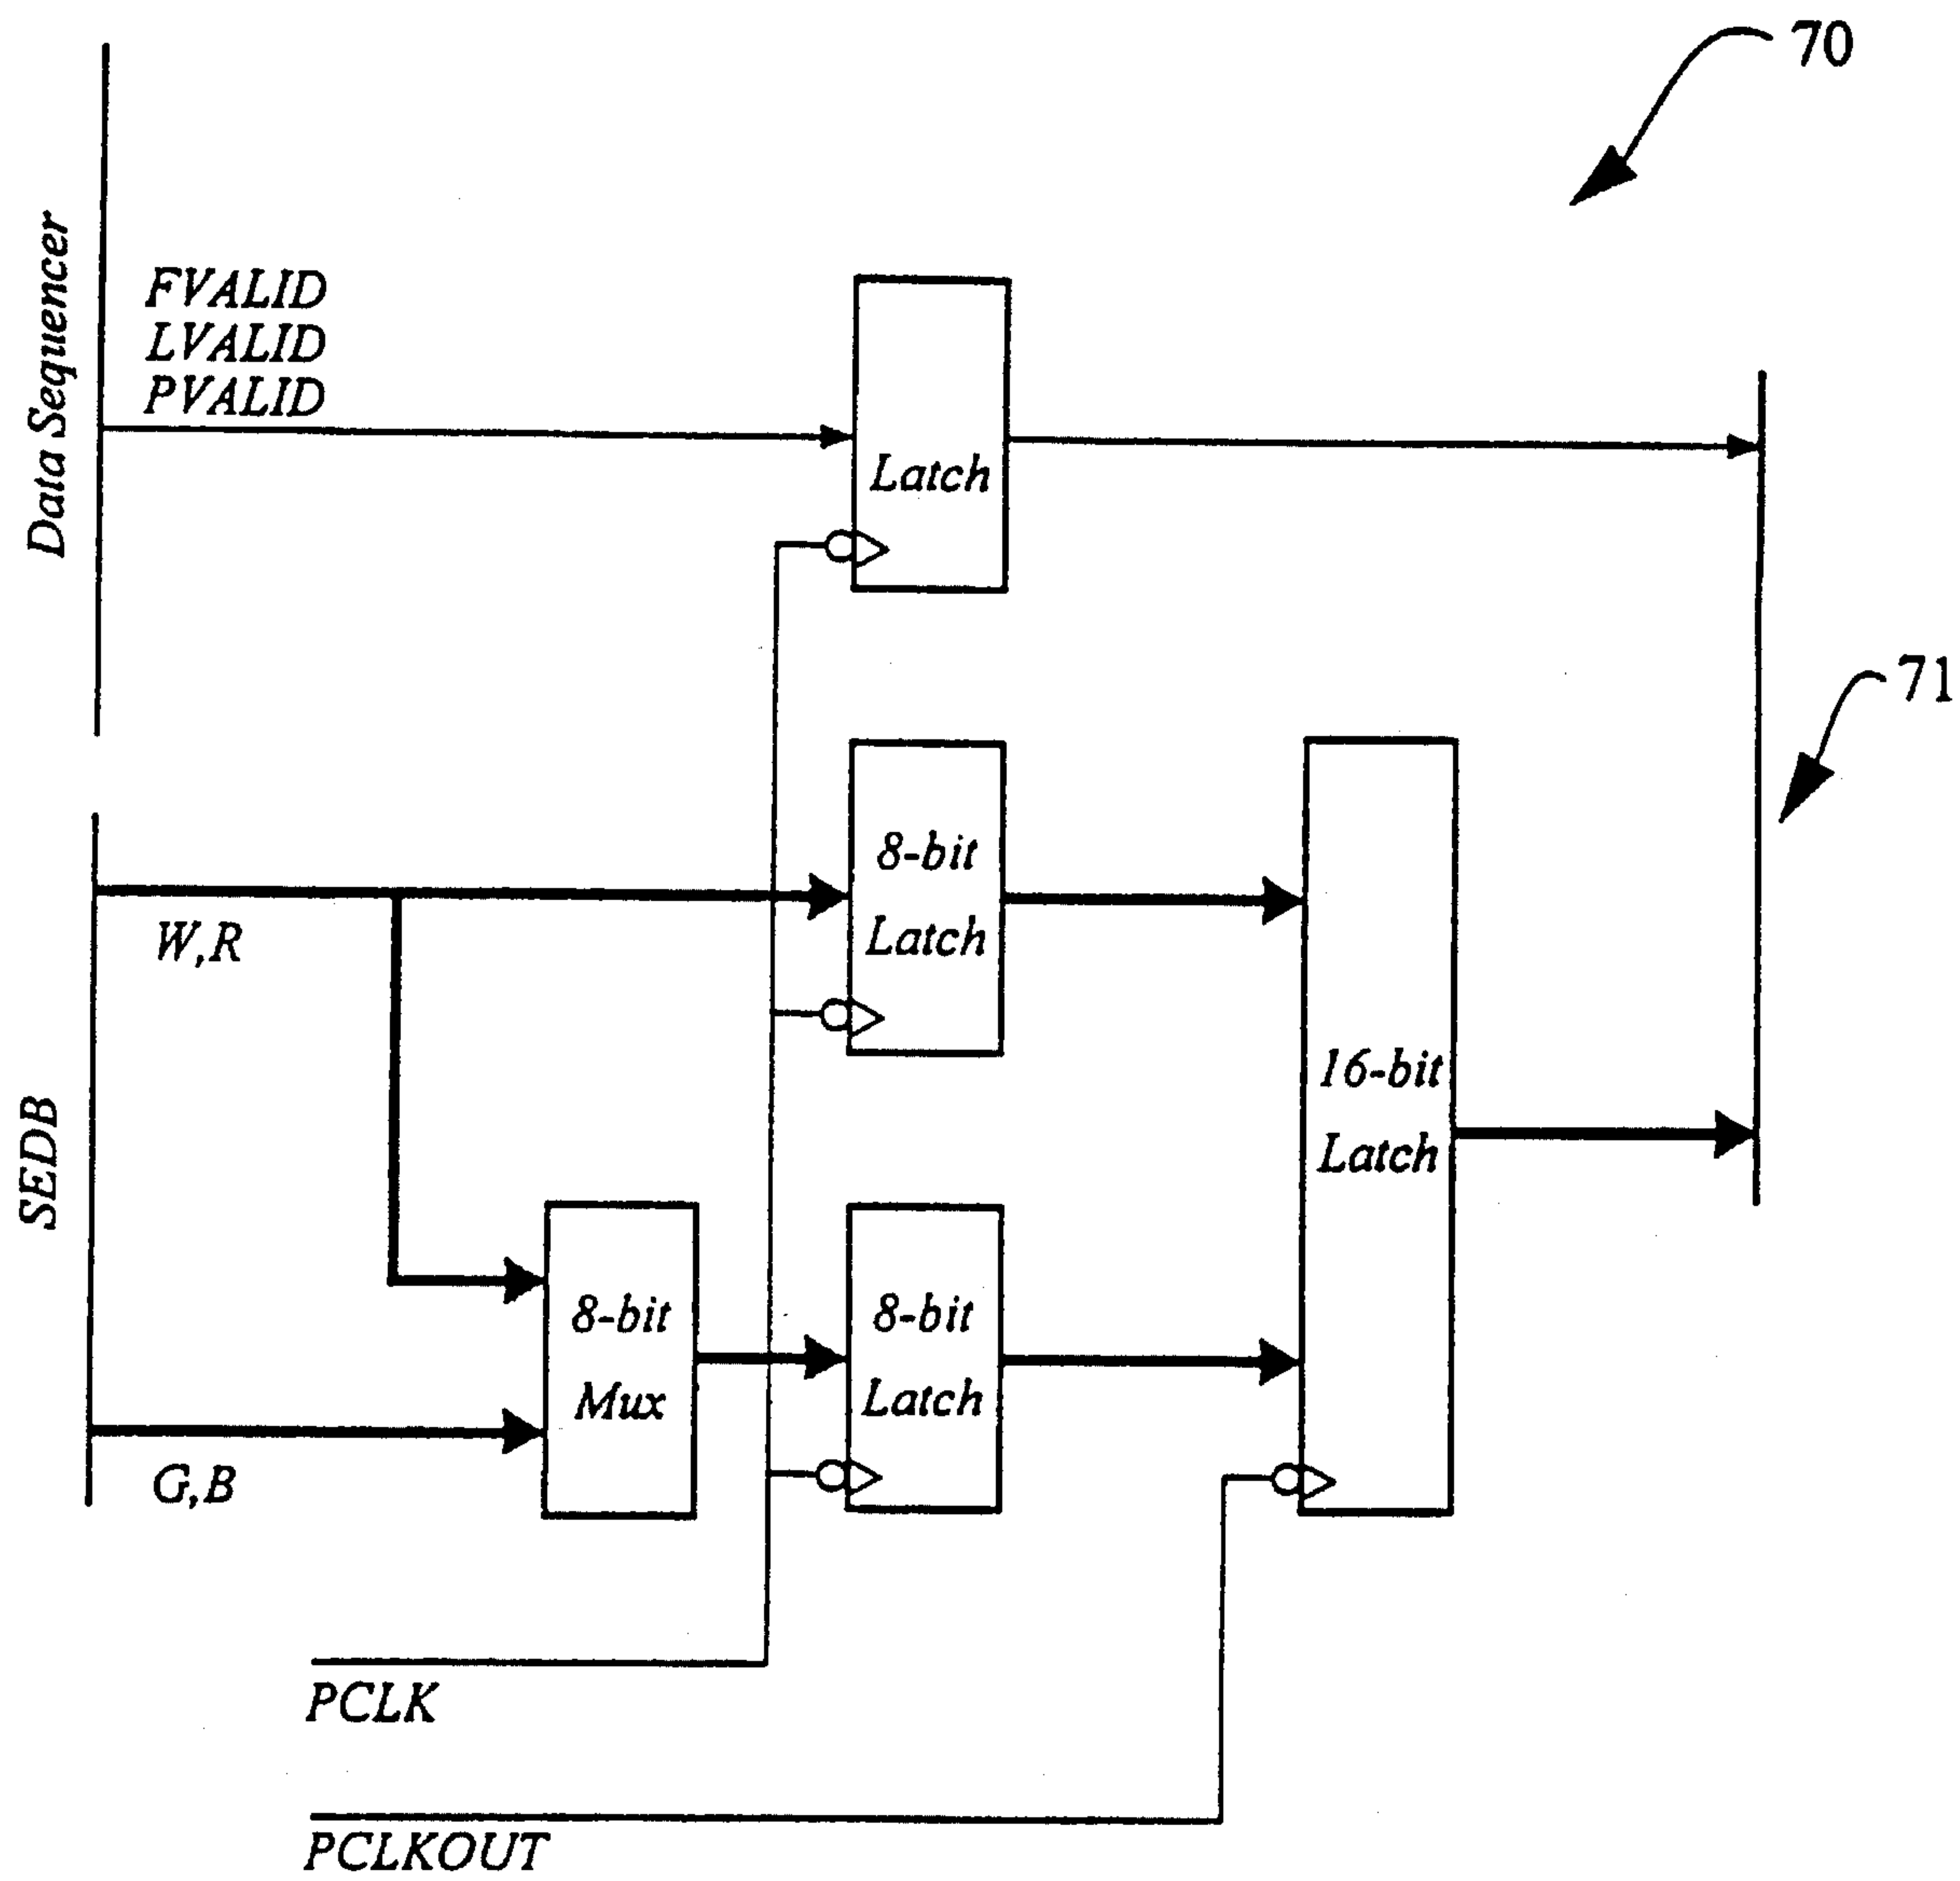 70
Data Sequencer
FVALID
LVALID
PVALID
Latch
71
8-bit
Latch
W,R
16-bit
Latch
SEDB
8-bit
Mux
8-bit
Latch
G,B
PCLK
PCLKOUT